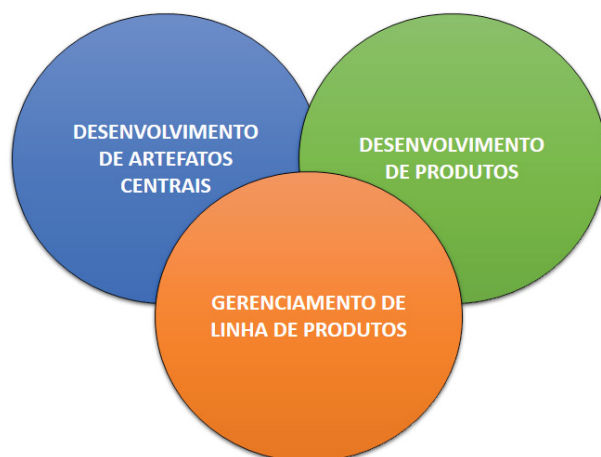 DESENVOLVIMENTO
DE ARTEFATOS
CENTRAIS
DESENVOLVIMENTO
DE PRODUTOS
GERENCIAMENTO DE
LINHA DE PRODUTOS